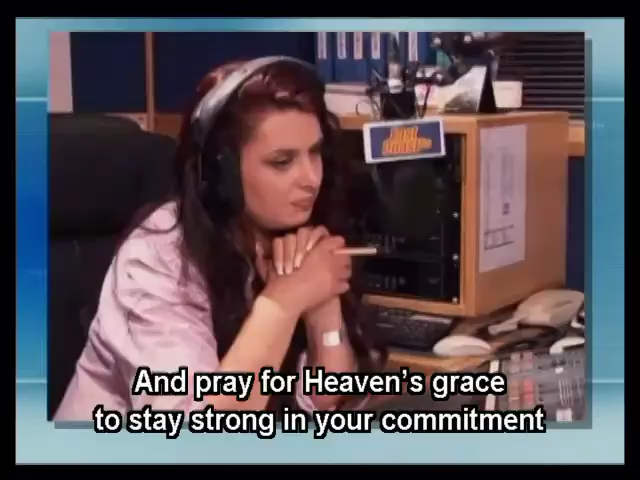 And pray for Heaven's grace
to stay strong in your commitment